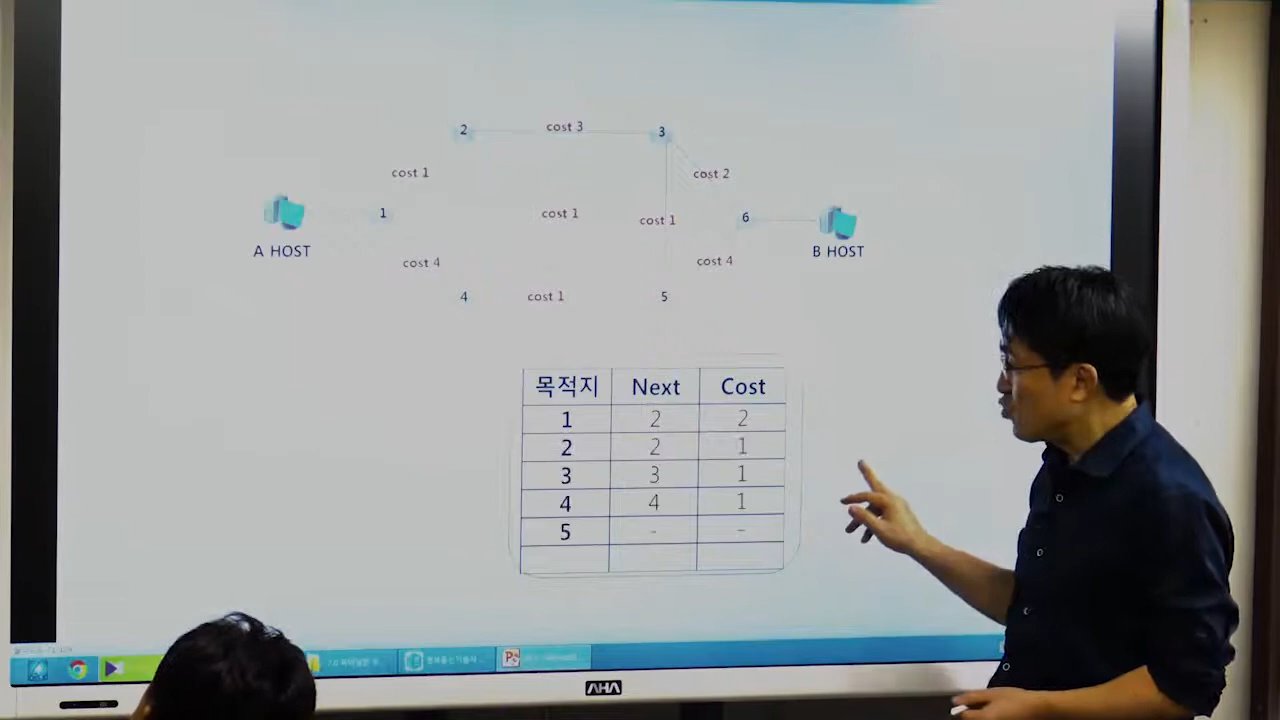 2 cost 3 3
cost 1 cost 2
1 cost 1 cost 1 6
A HOST B HOST
cost 4 cost 4
4 cost 1 5
목적지 Next Cost
1 2 2
2 2 1
3 3 1
4 4 1
5 - -
AHA